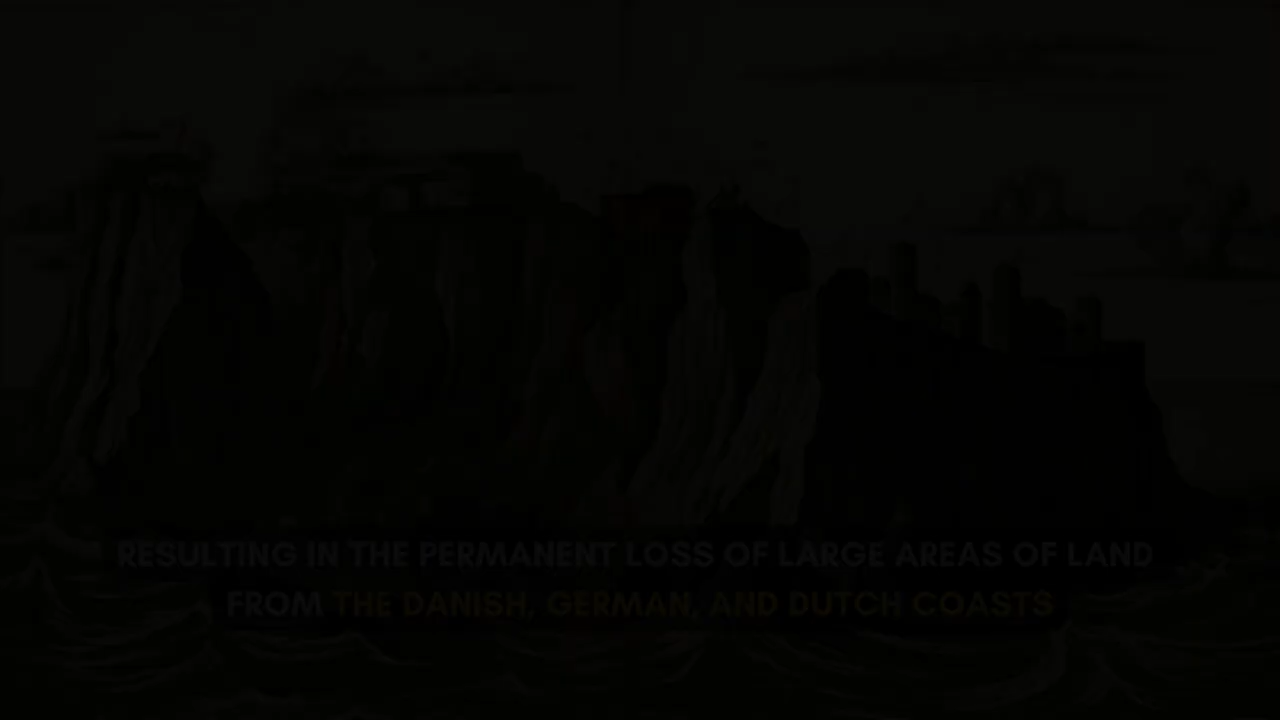 RESULTING IN THE PERMANENT LOSS OF LARGE AREAS OF LAND
FROM THE DANISH, GERMAN, AND DUTCH COASTS